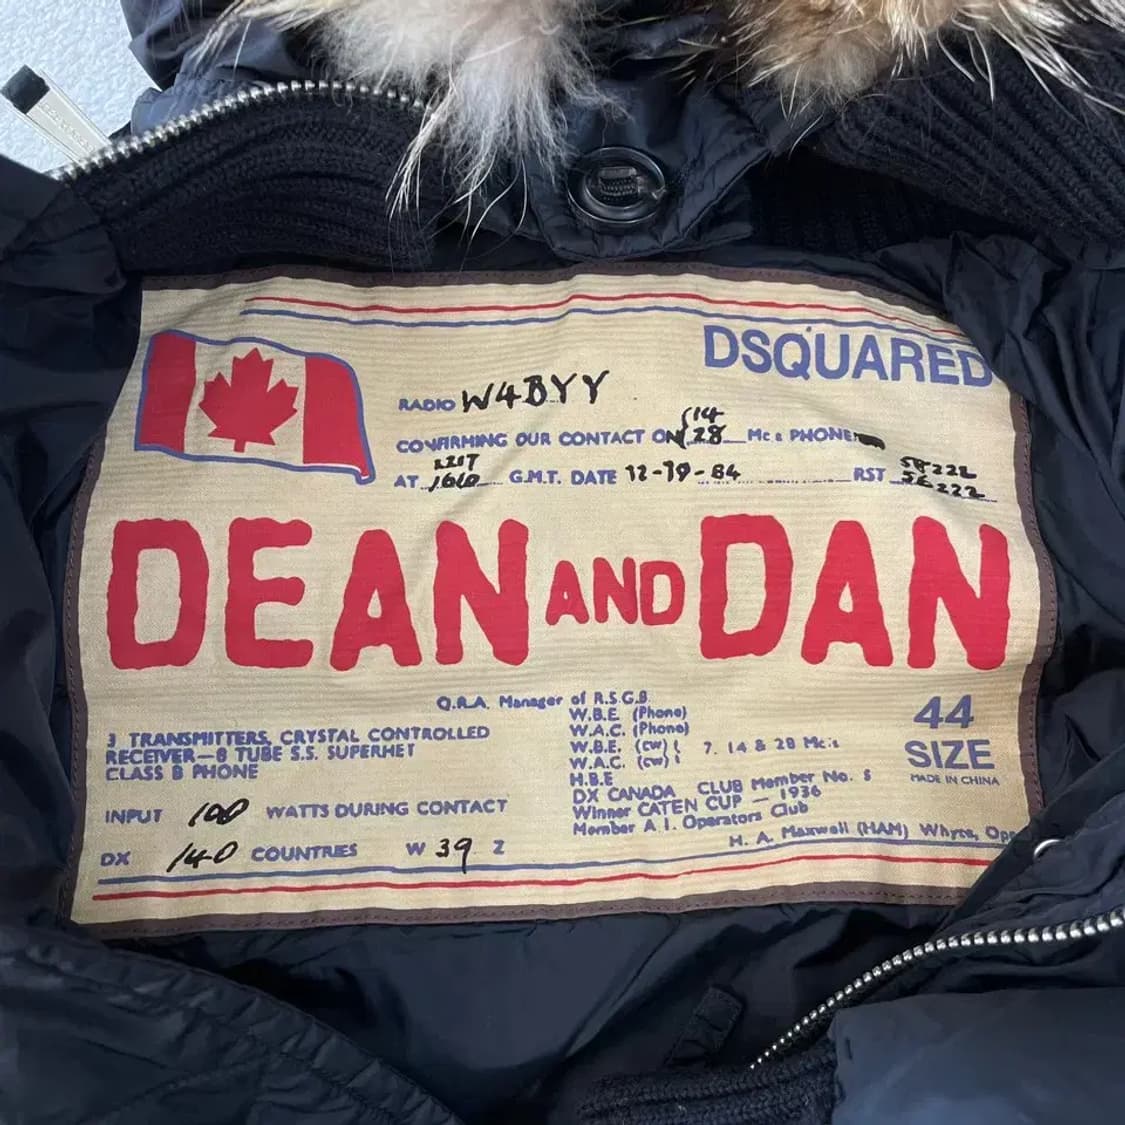 DSQUARED
RADIO W4BYY
CONFIRMING OUR CONTACT ON {14 28 Mc.s PHONE
AT 1610 G.M.T. DATE 12-19-84 RST
DEAN AND DAN
Q.R.A. Manager of R.S.G.B.
W.B.E (Phone)
W.A.C. (Phone)
W.B.E. (cw) 7. 14 & 28 Mc.s
W.A.C. (cw)
H.B.E
DX CANADA CLUB Member No. 5
Winner CATEN CUP — 1936
Member A I. Operators Club
H. A. Maxwell (HAM) Whyte, Op
3 TRANSMITTERS, CRYSTAL CONTROLLED
RECEIVER—8 TUBE S.S. SUPERHET
CLASS B PHONE
INPUT 100 WATTS DURING CONTACT
DX 140 COUNTRIES W 39 Z
44
SIZE
MADE IN CHINA